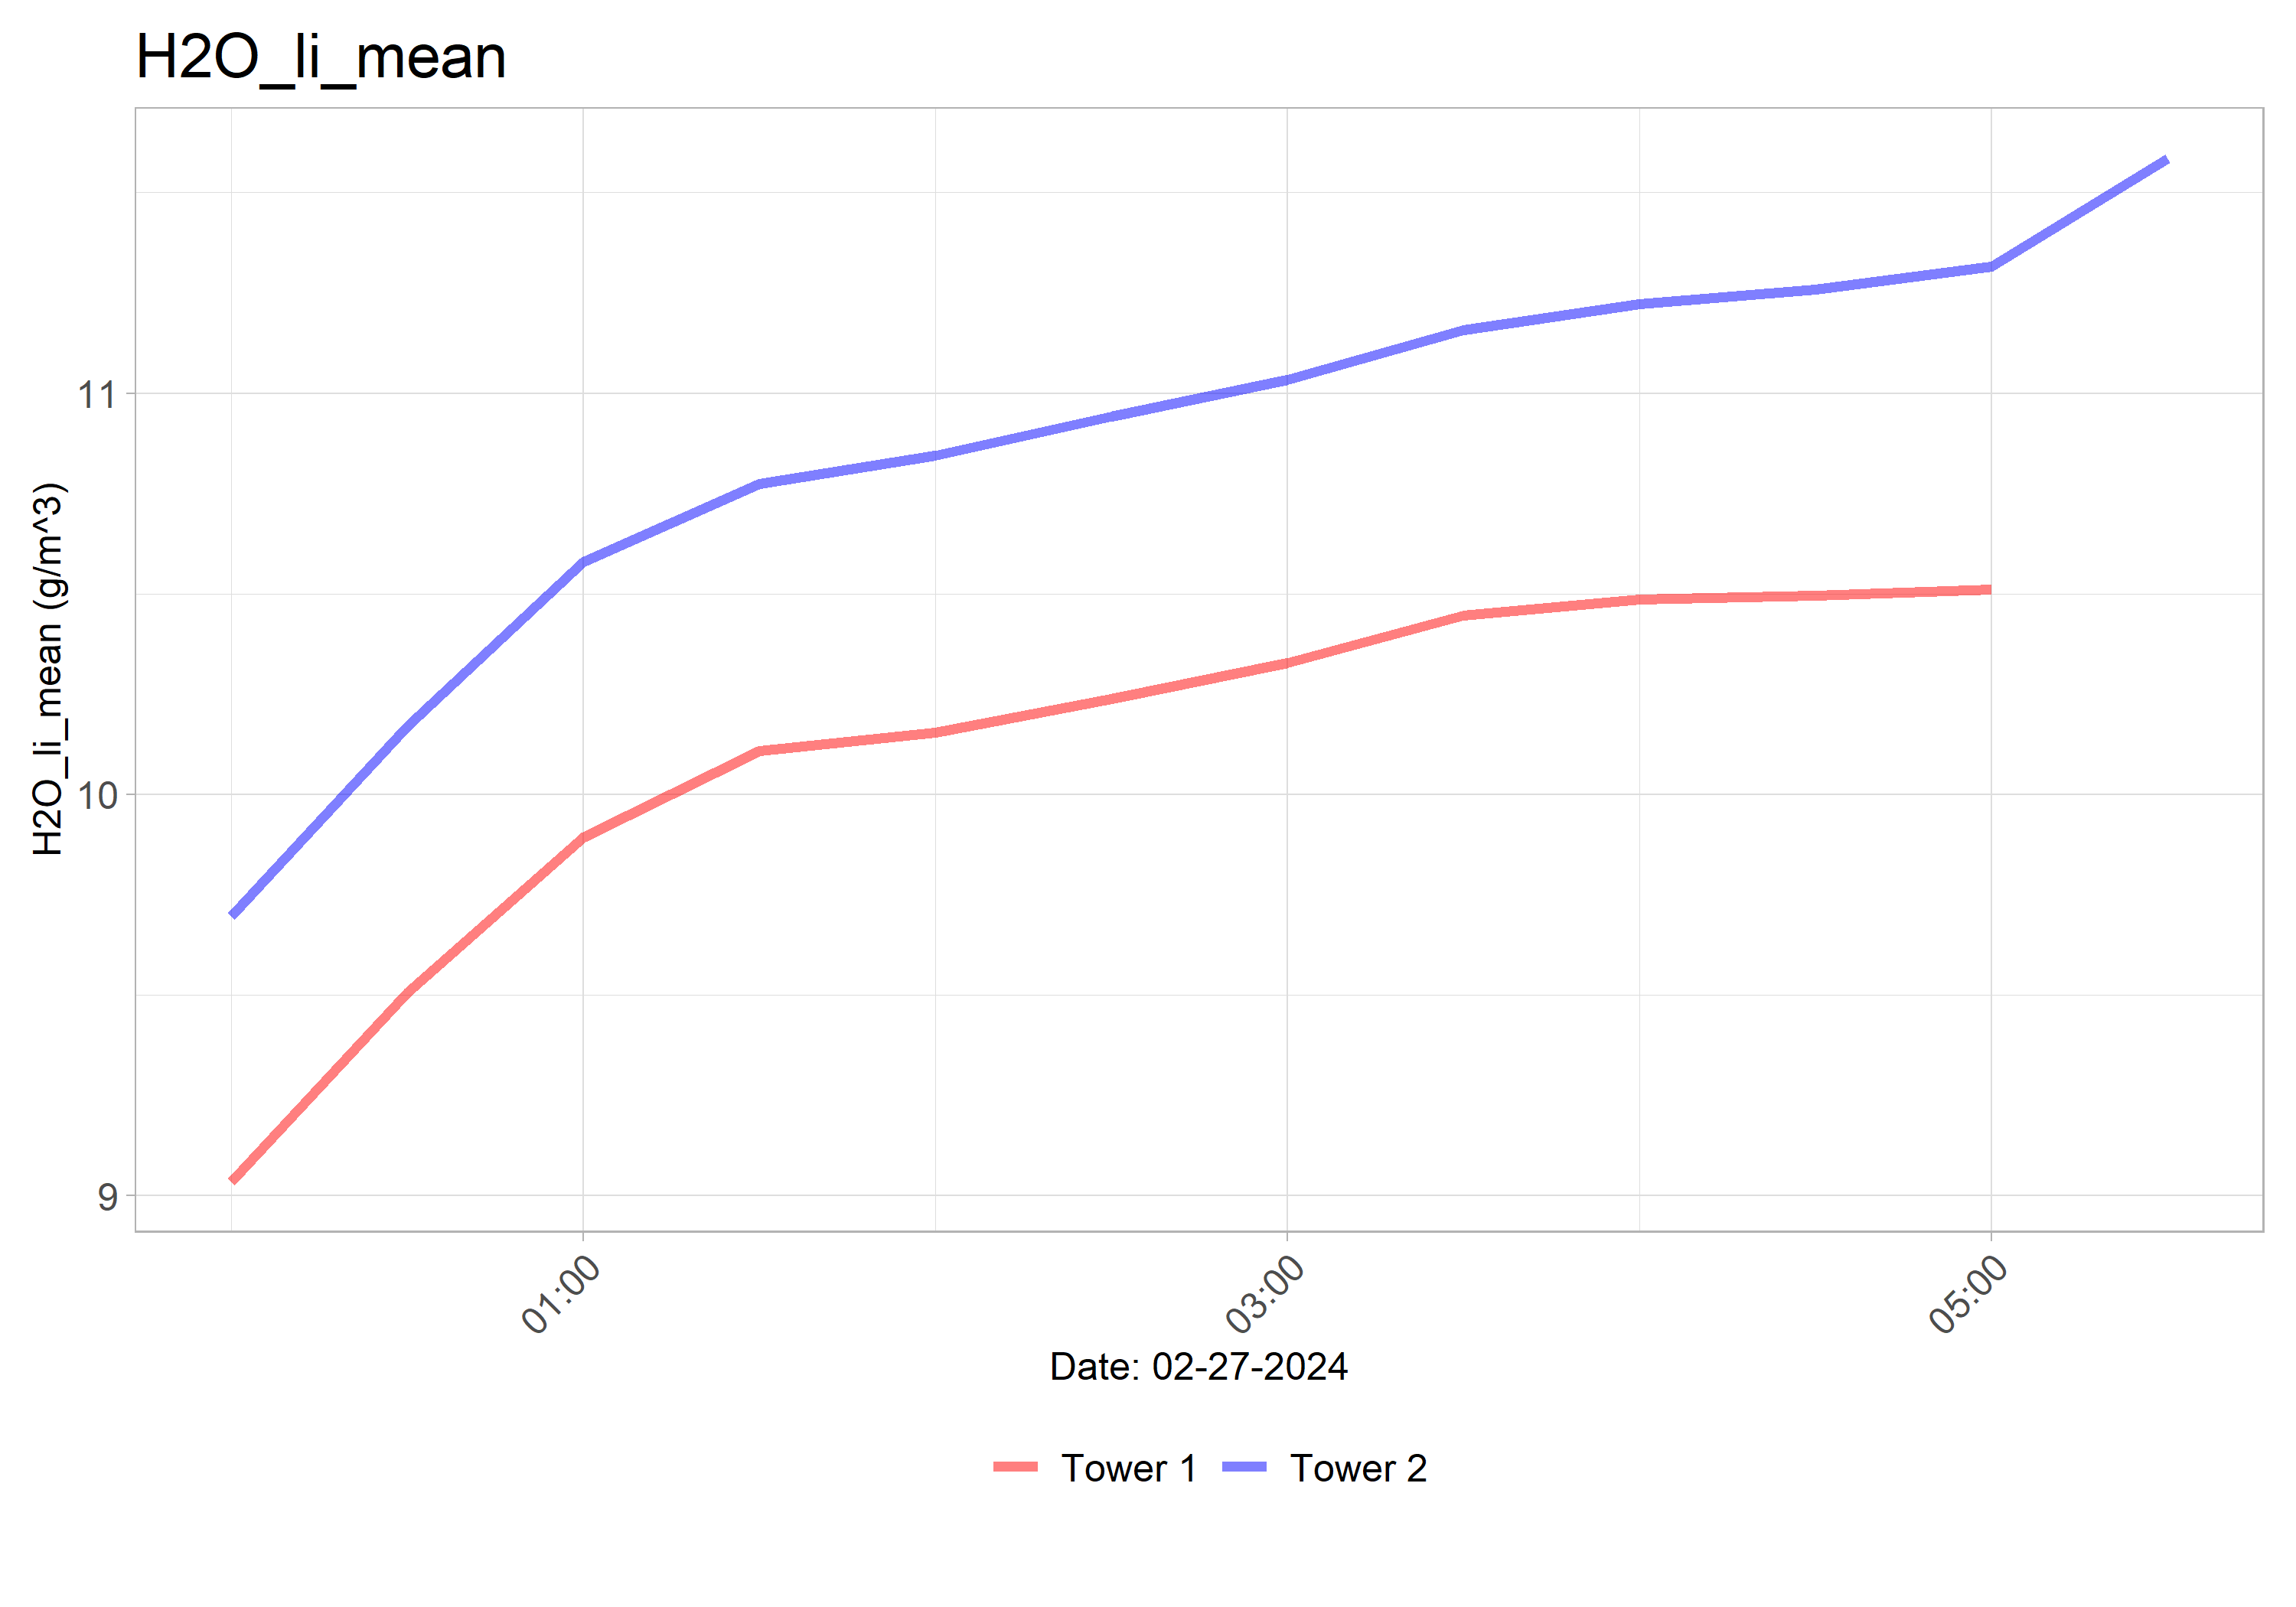 H2O_li_mean
H2O_li_mean (g/m^3)
11
10
9
01:00
03:00
05:00
Date: 02-27-2024
Tower 1
Tower 2